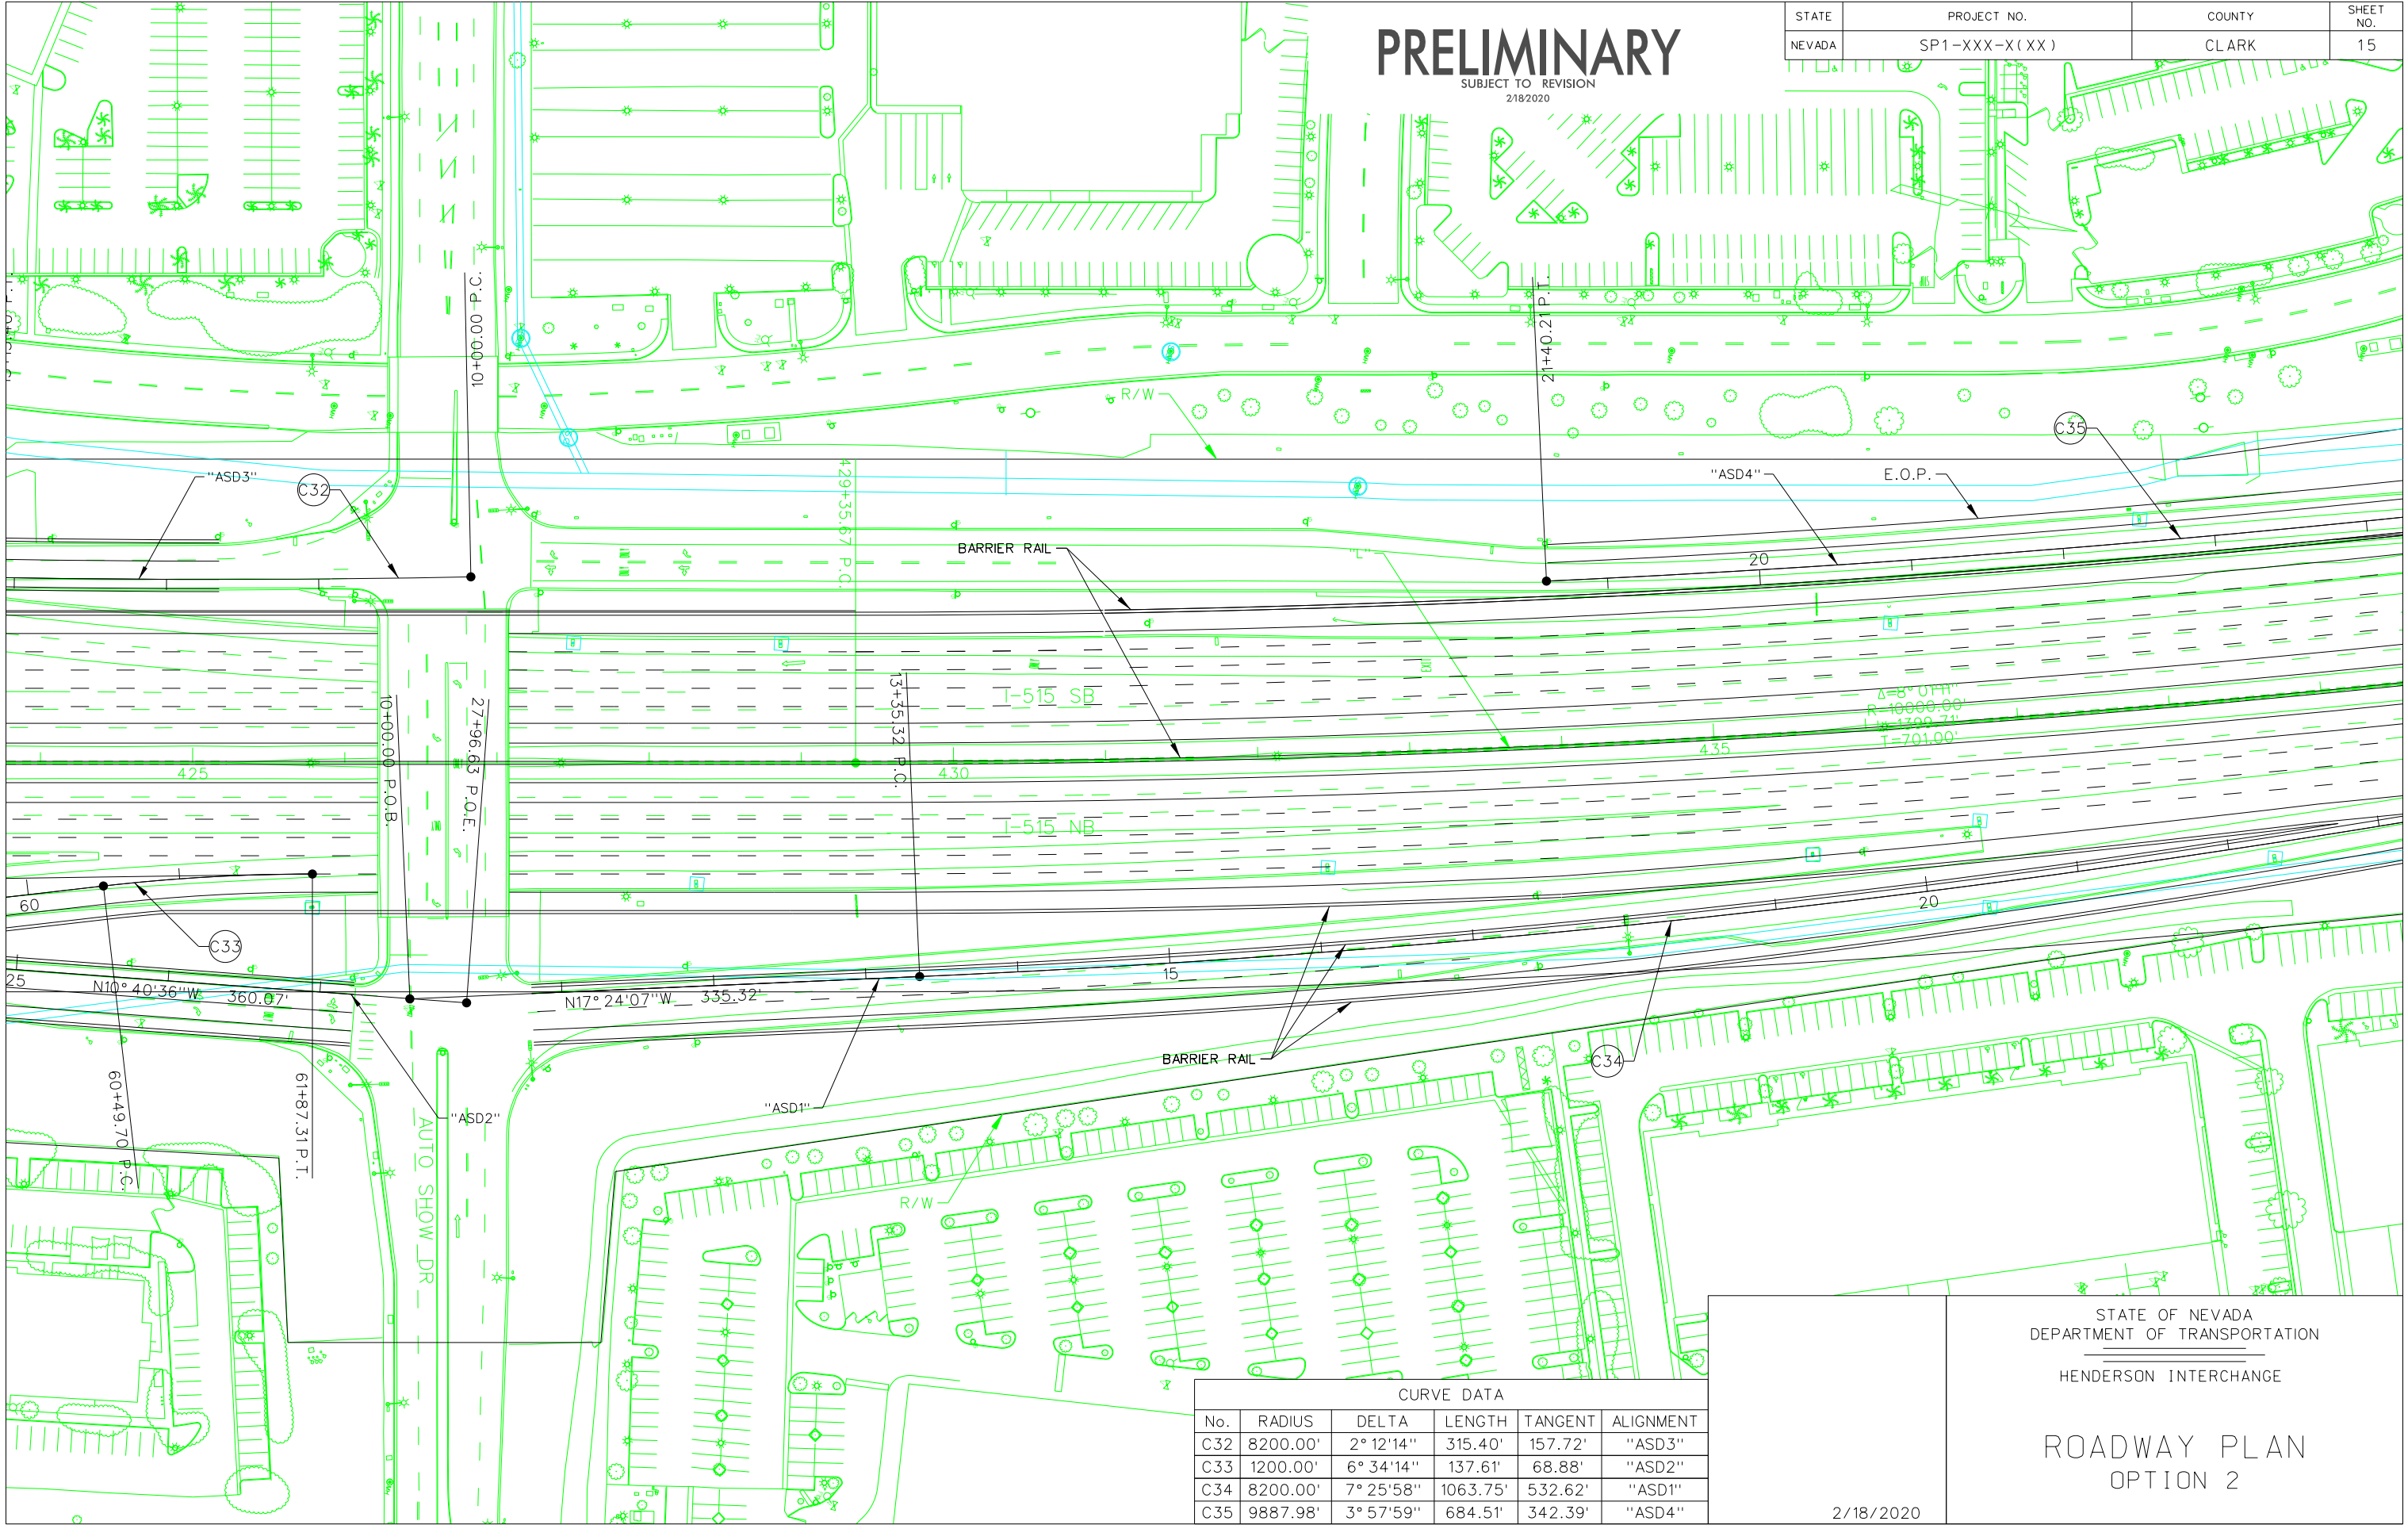 PRELIMINARY
SUBJECT TO REVISION
2/18/2020
STATE PROJECT NO. COUNTY SHEET NO.
NEVADA SP1-XXX-X(XX) CLARK 15
10+00.00 P.C.
21+40.21 P.T.
R/W
C35
"ASD3"
C32
429+35.67 P.C.
"ASD4"
E.O.P.
BARRIER RAIL
"L"
20
10+00.00 P.O.B.
27+96.63 P.O.E.
13+35.32 P.C.
I-515 SB
Δ=8°01'11"
R=10000.00'
L=1399.71'
T=701.00'
425
430
435
I-515 NB
60
C33
20
25
N10°40'36"W 360.07'
N17°24'07"W 335.32'
15
60+49.70 P.C.
61+87.31 P.T.
"ASD2"
"ASD1"
BARRIER RAIL
C34
AUTO SHOW DR
R/W
CURVE DATA
No. RADIUS DELTA LENGTH TANGENT ALIGNMENT
C32 8200.00' 2°12'14" 315.40' 157.72' "ASD3"
C33 1200.00' 6°34'14" 137.61' 68.88' "ASD2"
C34 8200.00' 7°25'58" 1063.75' 532.62' "ASD1"
C35 9887.98' 3°57'59" 684.51' 342.39' "ASD4"
2/18/2020
STATE OF NEVADA
DEPARTMENT OF TRANSPORTATION
HENDERSON INTERCHANGE
ROADWAY PLAN
OPTION 2